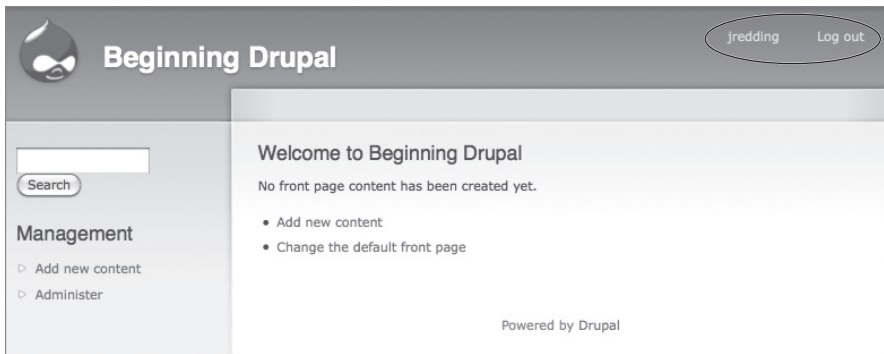 jredding Log out
Beginning Drupal
Search
Management
Add new content
Administer
Welcome to Beginning Drupal
No front page content has been created yet.
Add new content
Change the default front page
Powered by Drupal